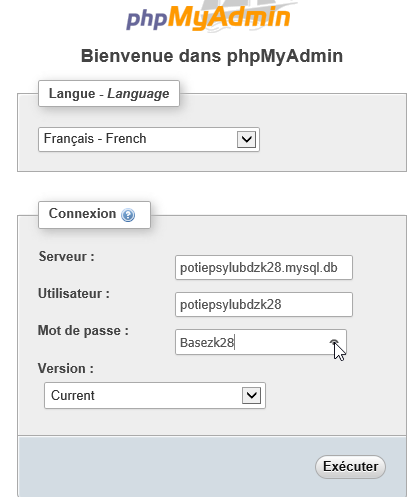 phpMyAdmin
Bienvenue dans phpMyAdmin
Langue - Language
Français - French
Connexion
Serveur :
potiepsylubdzk28.mysql.db
Utilisateur :
potiepsylubdzk28
Mot de passe :
Basezk28
Version :
Current
Exécuter